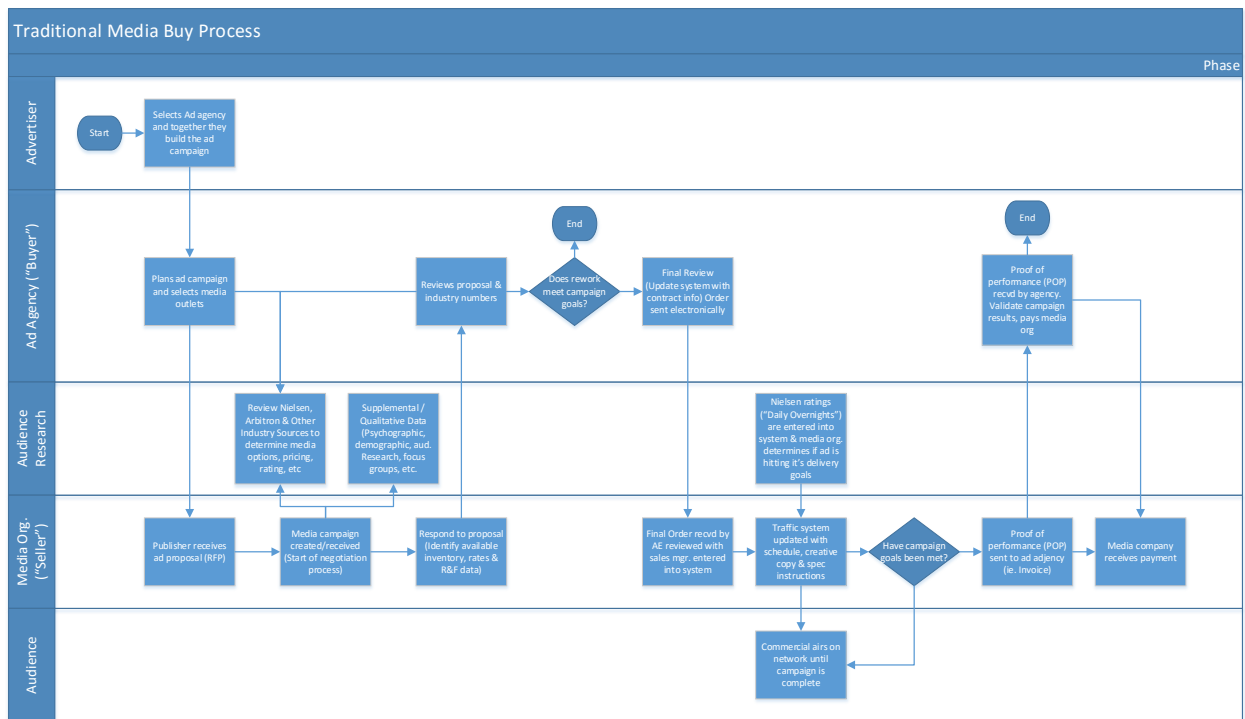 Traditional Media Buy Process
Phase
Advertiser
Start
Selects Ad agency
and together they
build the ad
campaign
Ad Agency (“Buyer”)
Plans ad campaign
and selects media
outlets
Reviews proposal &
industry numbers
End
Does rework
meet campaign
goals?
Final Review
(Update system with
contract info) Order
sent electronically
End
Proof of
performance (POP)
recvd by agency.
Validate campaign
results, pays media
org
Audience
Research
Review Nielsen,
Arbitron & Other
Industry Sources to
determine media
options, pricing,
rating, etc
Supplemental /
Qualitative Data
(Psychographic,
demographic, aud.
Research, focus
groups, etc.
Nielsen ratings
(“Daily Overnights”)
are entered into
system & media org.
determines if ad is
hitting it’s delivery
goals
Media Org.
(“Seller”)
Publisher receives
ad proposal (RFP)
Media campaign
created/received
(Start of negotiation
process)
Respond to proposal
(Identify available
inventory, rates &
R&F data)
Final Order recvd by
AE reviewed with
sales mgr. entered
into system
Traffic system
updated with
schedule, creative
copy & spec
instructions
Have campaign
goals been met?
Proof of
performance (POP)
sent to ad adjency
(ie. Invoice)
Media company
receives payment
Audience
Commercial airs on
network until
campaign is
complete